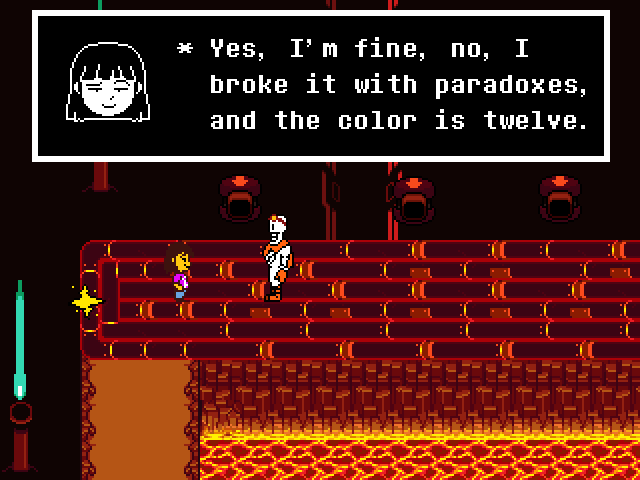 * Yes, I'm fine, no, I
broke it with paradoxes,
and the color is twelve.